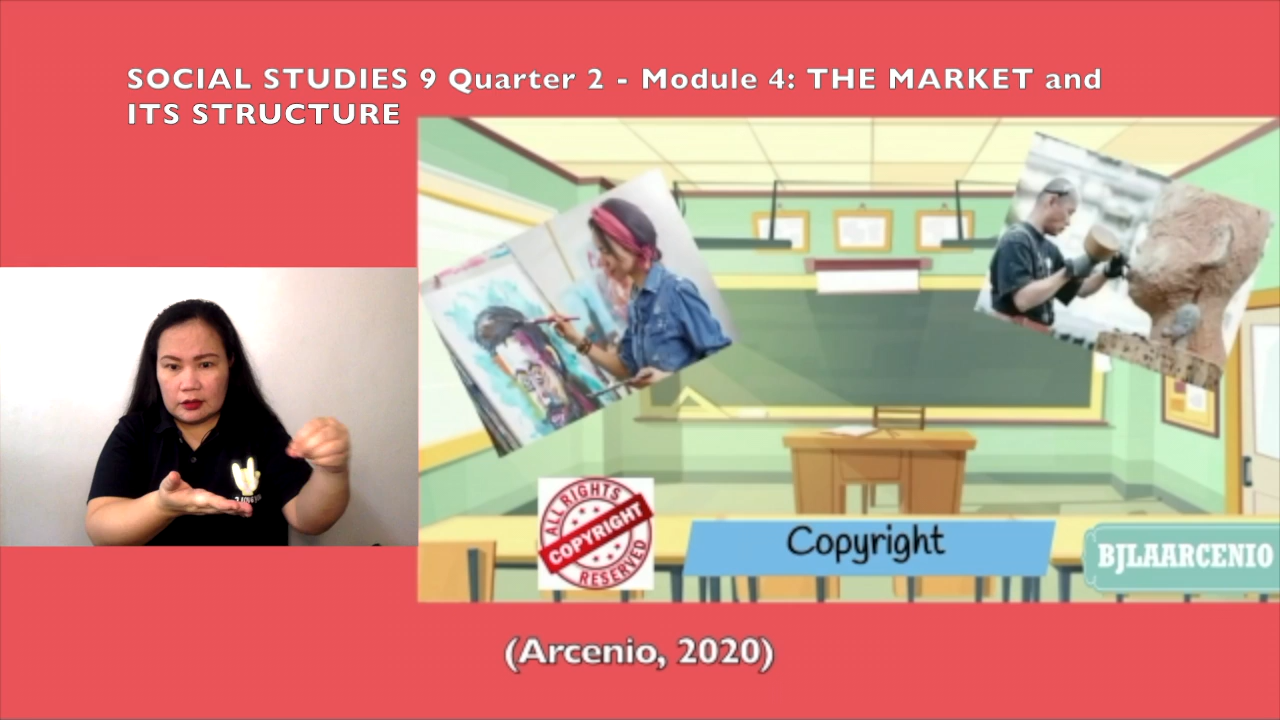 SOCIAL STUDIES 9 Quarter 2 - Module 4: THE MARKET and
ITS STRUCTURE
ALL RIGHTS
COPYRIGHT
RESERVED
Copyright
BJLAARCENIO
(Arcenio, 2020)